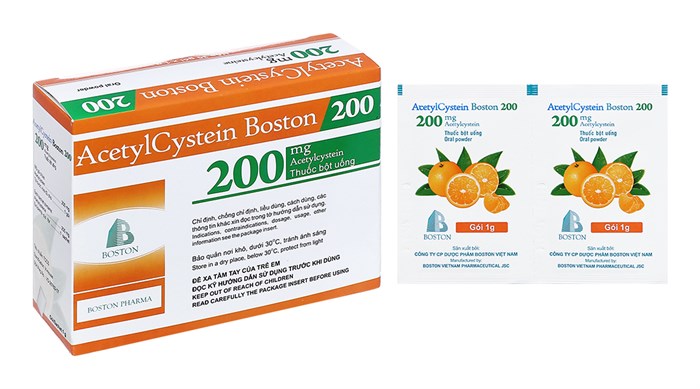 200 mg
Acetylcysteine
AcetylCystein Boston
200
Oral powder
AcetylCystein Boston 200
200 mg
Acetylcystein
Thuốc bột uống
Chỉ định, chống chỉ định, liều dùng, cách dùng, các
thông tin khác xin đọc trong tờ hướng dẫn sử dụng.
Indications, contraindications, dosage, usage, other
information see the package insert.
Bảo quản nơi khô, dưới 30°C, tránh ánh sáng
Store in a dry place, below 30°C, protect from light
ĐỂ XA TẦM TAY CỦA TRẺ EM
ĐỌC KỸ HƯỚNG DẪN SỬ DỤNG TRƯỚC KHI DÙNG
KEEP OUT OF REACH OF CHILDREN
READ CAREFULLY THE PACKAGE INSERT BEFORE USING
BOSTON
BOSTON PHARMA
AcetylCystein Boston 200
200 mg
Acetylcystein
Thuốc bột uống
Oral powder
BOSTON
Gói 1g
Sản xuất bởi:
CÔNG TY CP DƯỢC PHẨM BOSTON VIỆT NAM
Manufactured by:
BOSTON VIETNAM PHARMACEUTICAL JSC
AcetylCystein Boston 200
200 mg
Acetylcystein
Thuốc bột uống
Oral powder
BOSTON
Gói 1g
Sản xuất bởi:
CÔNG TY CP DƯỢC PHẨM BOSTON VIỆT NAM
Manufactured by:
BOSTON VIETNAM PHARMACEUTICAL JSC